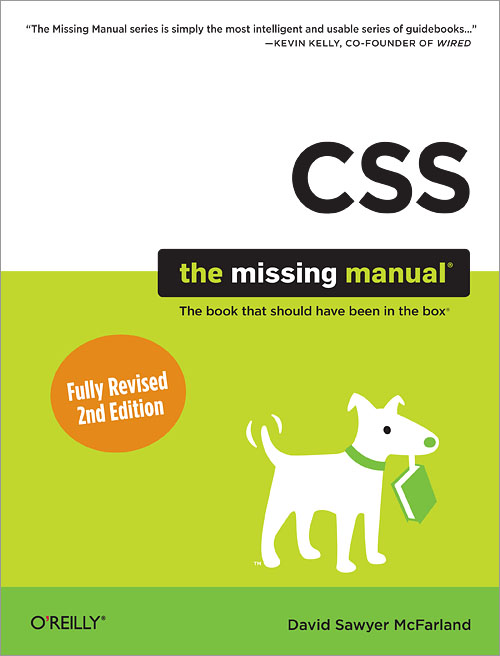 “The Missing Manual series is simply the most intelligent and usable series of guidebooks...”
—KEVIN KELLY, CO-FOUNDER OF WIRED
CSS
the missing manual®
The book that should have been in the box®
Fully Revised
2nd Edition
TM
O'REILLY®
David Sawyer McFarland